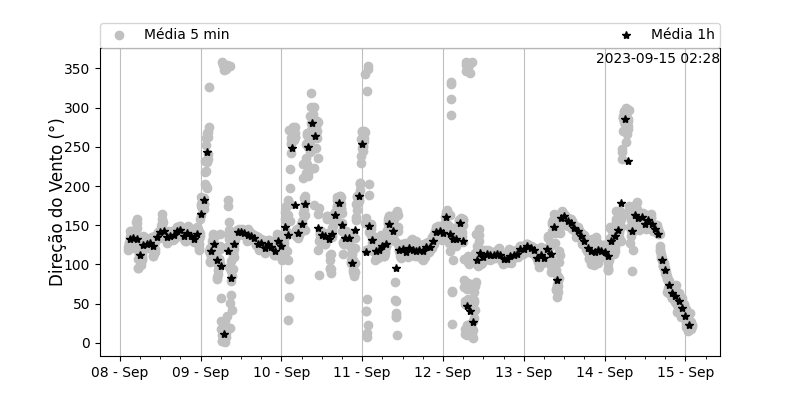 Média 5 min
Média 1h
2023-09-15 02:28
Direção do Vento (°)
350
300
250
200
150
100
50
0
08 - Sep
09 - Sep
10 - Sep
11 - Sep
12 - Sep
13 - Sep
14 - Sep
15 - Sep